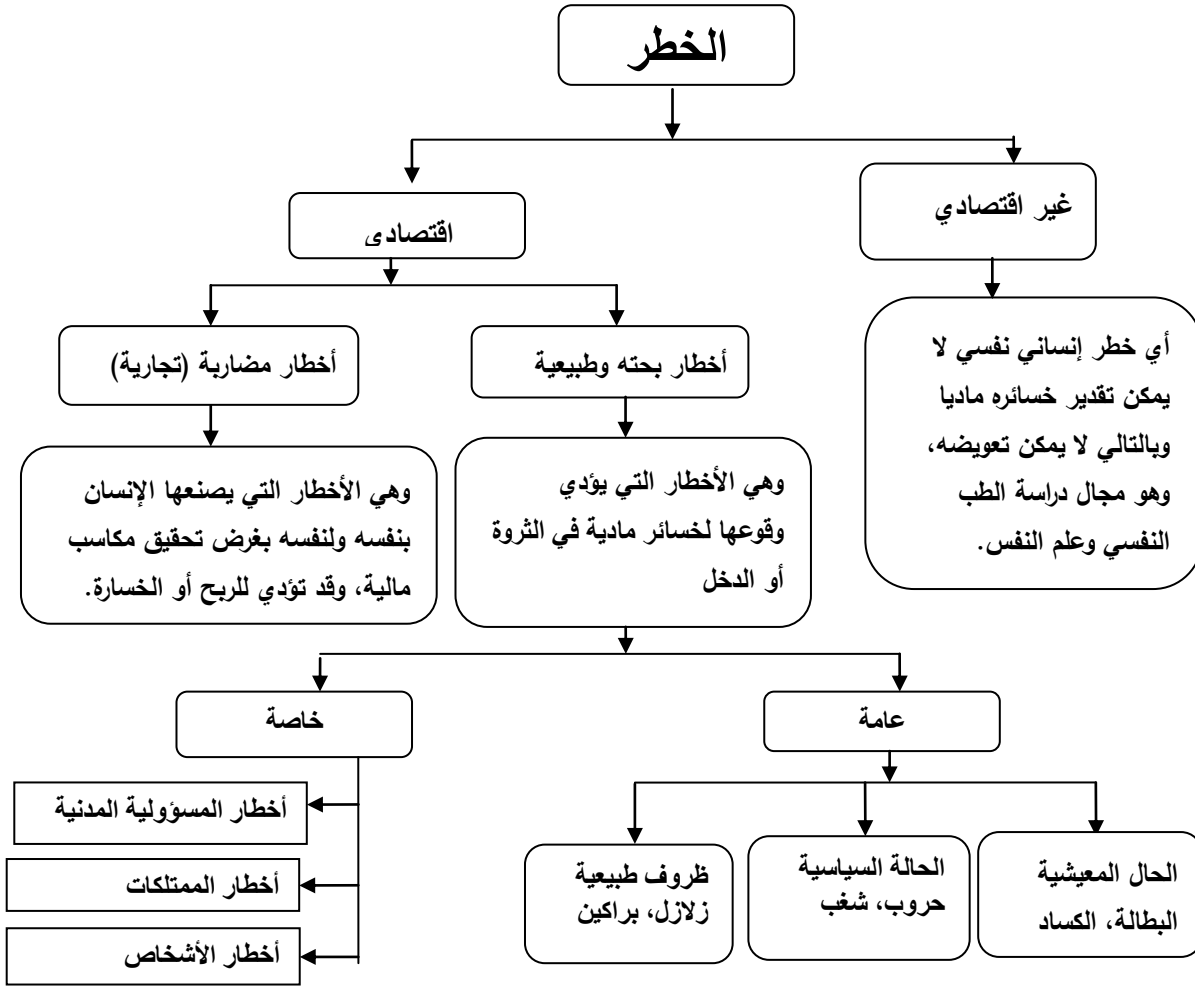 الخطر
غير اقتصادي
اقتصادى
أي خطر إنساني نفسي لا
يمكن تقدير خسائره ماديا
وبالتالي لا يمكن تعويضه،
وهو مجال دراسة الطب
النفسي وعلم النفس.
أخطار بحته وطبيعية
أخطار مضاربة (تجارية)
وهي الأخطار التي يؤدي
وقوعها لخسائر مادية في الثروة
أو الدخل
وهي الأخطار التي يصنعها الإنسان
بنفسه ولنفسه بغرض تحقيق مكاسب
مالية، وقد تؤدي للربح أو الخسارة.
عامة
خاصة
الحال المعيشية
البطالة، الكساد
الحالة السياسية
حروب، شغب
ظروف طبيعية
زلازل، براكين
أخطار المسؤولية المدنية
أخطار الممتلكات
أخطار الأشخاص